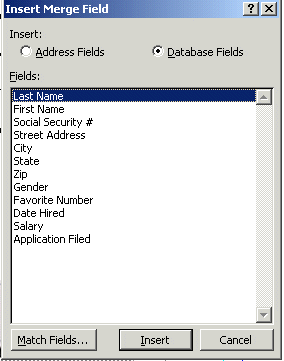 Insert Merge Field
Insert:
Address Fields Database Fields
Fields:
Last Name
First Name
Social Security #
Street Address
City
State
Zip
Gender
Favorite Number
Date Hired
Salary
Application Filed
Match Fields... Insert Cancel